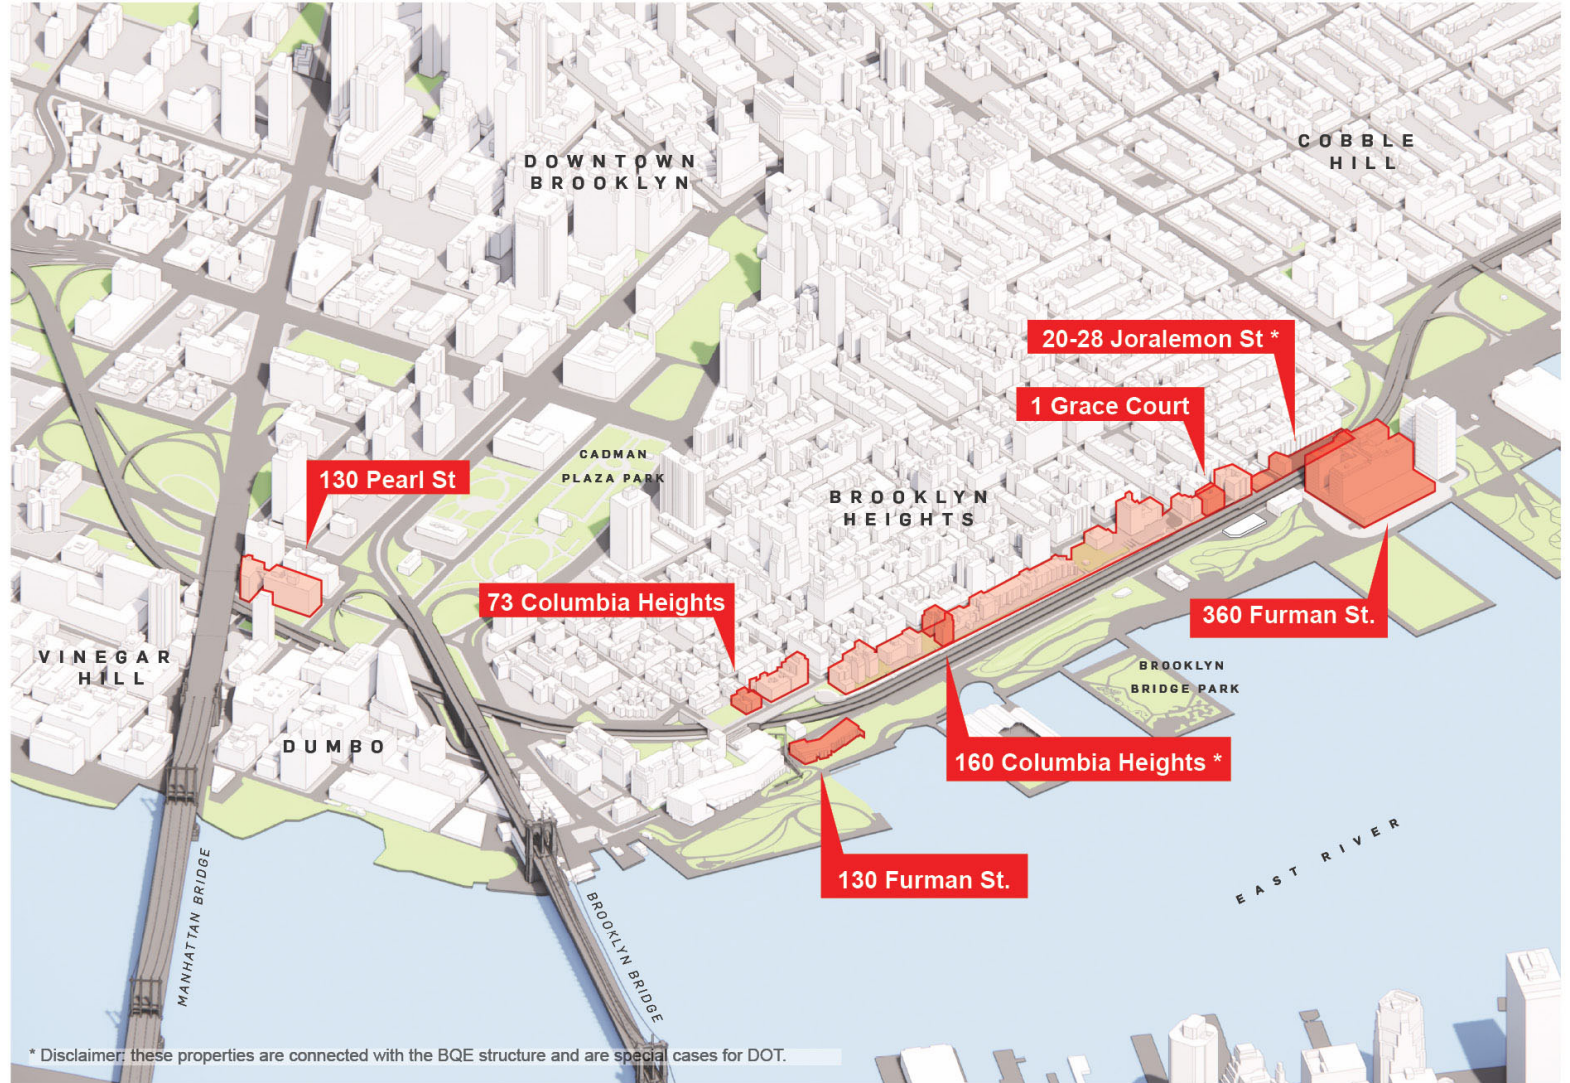 DOWNTOWN
BROOKLYN
COBBLE
HILL
20-28 Joralemon St *
1 Grace Court
CADMAN
PLAZA PARK
130 Pearl St
BROOKLYN
HEIGHTS
73 Columbia Heights
360 Furman St.
VINEGAR
HILL
BROOKLYN
BRIDGE PARK
DUMBO
160 Columbia Heights *
130 Furman St.
EAST RIVER
MANHATTAN BRIDGE
BROOKLYN BRIDGE
* Disclaimer: these properties are connected with the BQE structure and are special cases for DOT.